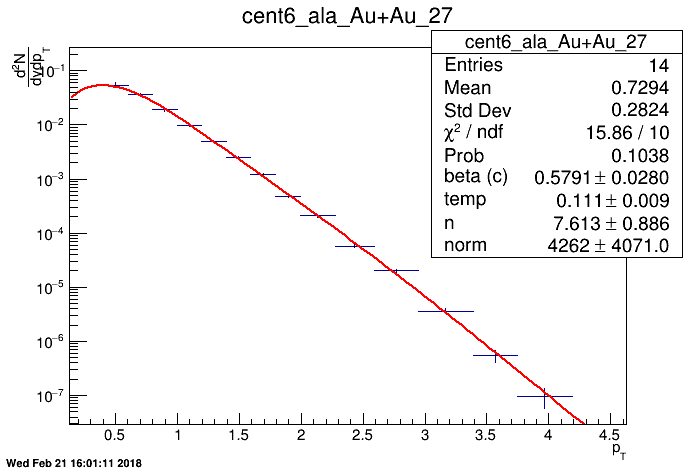 cent6_ala_Au+Au_27
d²N
dydp_T
cent6_ala_Au+Au_27
Entries 14
Mean 0.7294
Std Dev 0.2824
χ² / ndf 15.86 / 10
Prob 0.1038
beta (c) 0.5791 ± 0.0280
temp 0.111 ± 0.009
n 7.613 ± 0.886
norm 4262 ± 4071.0
10⁻¹
10⁻²
10⁻³
10⁻⁴
10⁻⁵
10⁻⁶
10⁻⁷
0.5 1 1.5 2 2.5 3 3.5 4 4.5
p_T
Wed Feb 21 16:01:11 2018